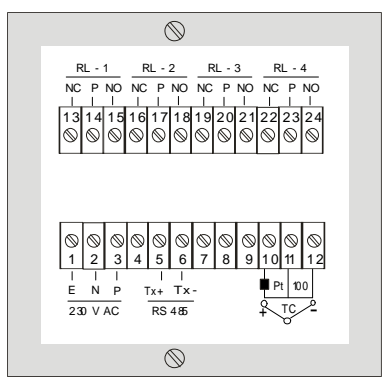 RL - 1 RL - 2 RL - 3 RL - 4
NC P NO NC P NO NC P NO NC P NO
13 14 15 16 17 18 19 20 21 22 23 24
1 2 3 4 5 6 7 8 9 10 11 12
E N P Tx+ Tx- Pt 100
230 V AC RS 485 + TC -